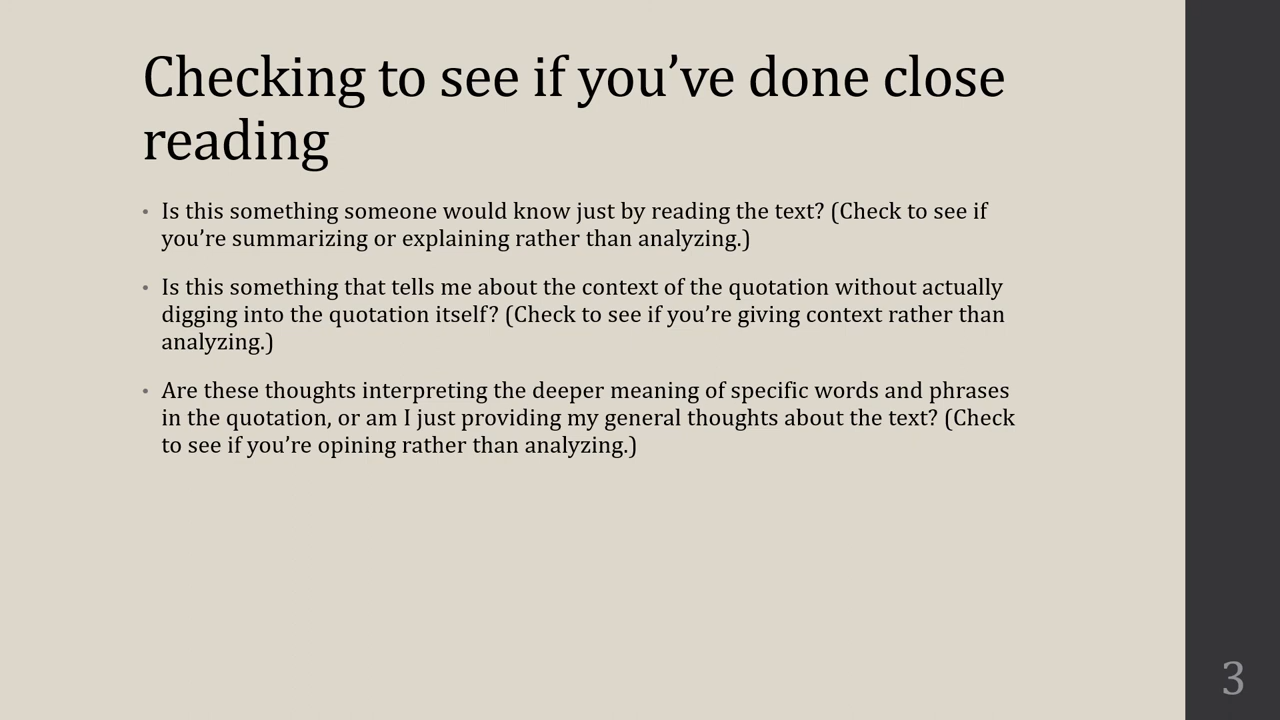 Checking to see if you’ve done close
reading
• Is this something someone would know just by reading the text? (Check to see if
you’re summarizing or explaining rather than analyzing.)
• Is this something that tells me about the context of the quotation without actually
digging into the quotation itself? (Check to see if you’re giving context rather than
analyzing.)
• Are these thoughts interpreting the deeper meaning of specific words and phrases
in the quotation, or am I just providing my general thoughts about the text? (Check
to see if you’re opining rather than analyzing.)
3